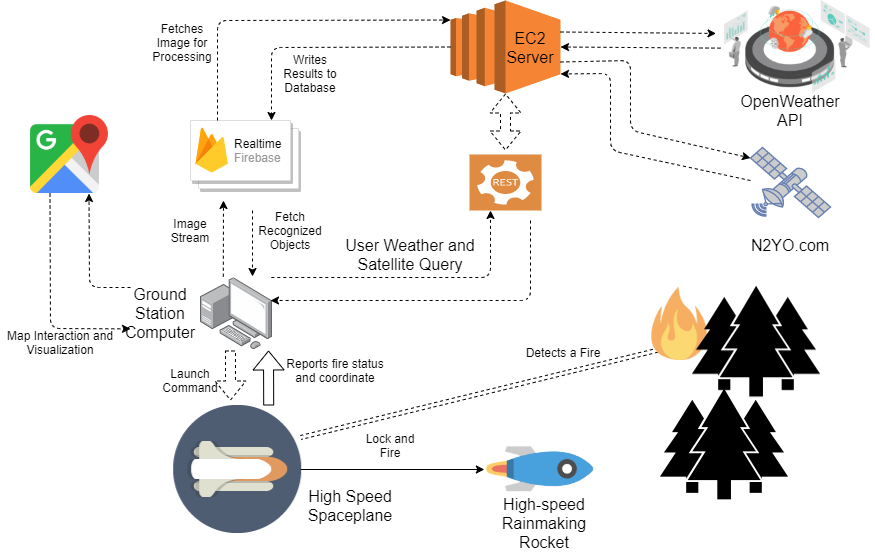 Fetches
Image for
Processing
EC2
Server
Writes
Results to
Database
OpenWeather
API
G
Realtime
Firebase
REST
N2YO.com
Image
Stream
Fetch
Recognized
Objects
User Weather and
Satellite Query
Ground
Station
Computer
Map Interaction and
Visualization
Launch
Command
Reports fire status
and coordinate
Detects a Fire
Lock and
Fire
High Speed
Spaceplane
High-speed
Rainmaking
Rocket